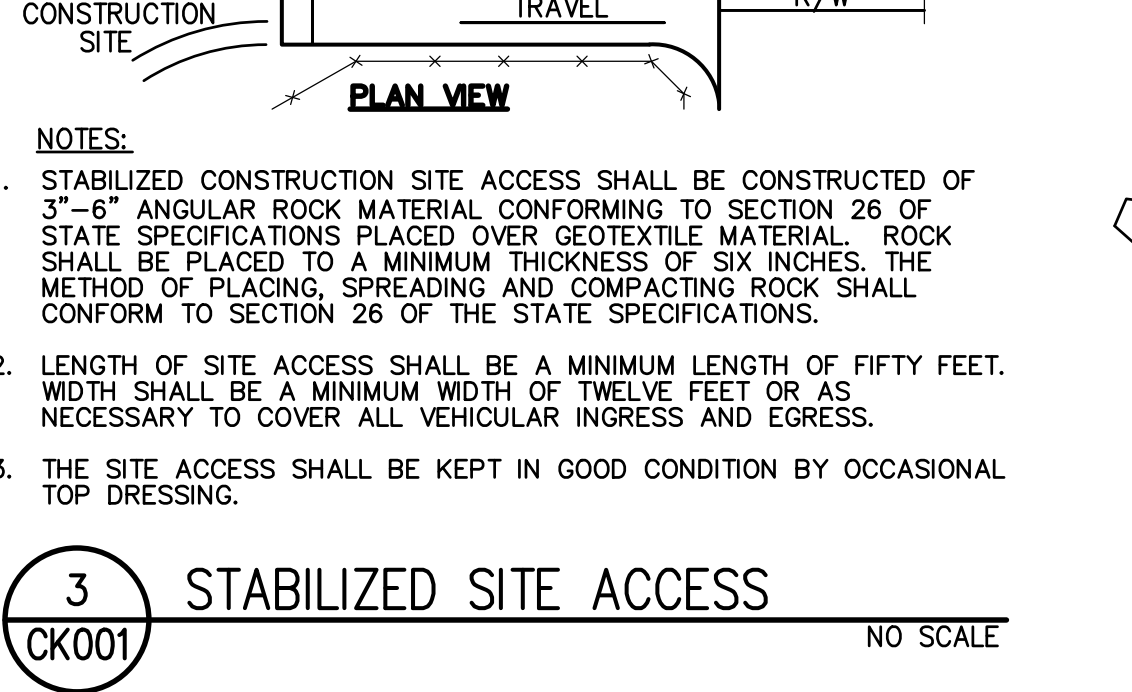 CONSTRUCTION
SITE
TRAVEL
R/W
PLAN VIEW
NOTES:
. STABILIZED CONSTRUCTION SITE ACCESS SHALL BE CONSTRUCTED OF
3"–6" ANGULAR ROCK MATERIAL CONFORMING TO SECTION 26 OF
STATE SPECIFICATIONS PLACED OVER GEOTEXTILE MATERIAL. ROCK
SHALL BE PLACED TO A MINIMUM THICKNESS OF SIX INCHES. THE
METHOD OF PLACING, SPREADING AND COMPACTING ROCK SHALL
CONFORM TO SECTION 26 OF THE STATE SPECIFICATIONS.
2. LENGTH OF SITE ACCESS SHALL BE A MINIMUM LENGTH OF FIFTY FEET.
WIDTH SHALL BE A MINIMUM WIDTH OF TWELVE FEET OR AS
NECESSARY TO COVER ALL VEHICULAR INGRESS AND EGRESS.
3. THE SITE ACCESS SHALL BE KEPT IN GOOD CONDITION BY OCCASIONAL
TOP DRESSING.
3
STABILIZED SITE ACCESS
CK001
NO SCALE